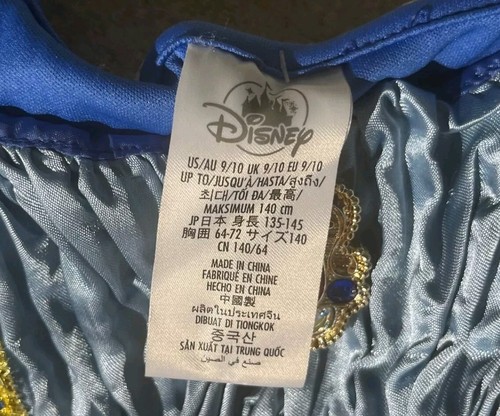 Disney
US/AU 9/10 UK 9/10 EU 9/10
UP TO/JUSQU'À/HASTA/สูงถึง/
최대/TỐI ĐA/最高/
MAKSIMUM 140 cm
JP日本 身長 135-145
胸囲 64-72 サイズ140
CN 140/64
MADE IN CHINA
FABRIQUÉ EN CHINE
HECHO EN CHINA
中國製
ผลิตในประเทศจีน
DIBUAT DI TIONGKOK
중국산
SẢN XUẤT TẠI TRUNG QUỐC
صنع في الصين